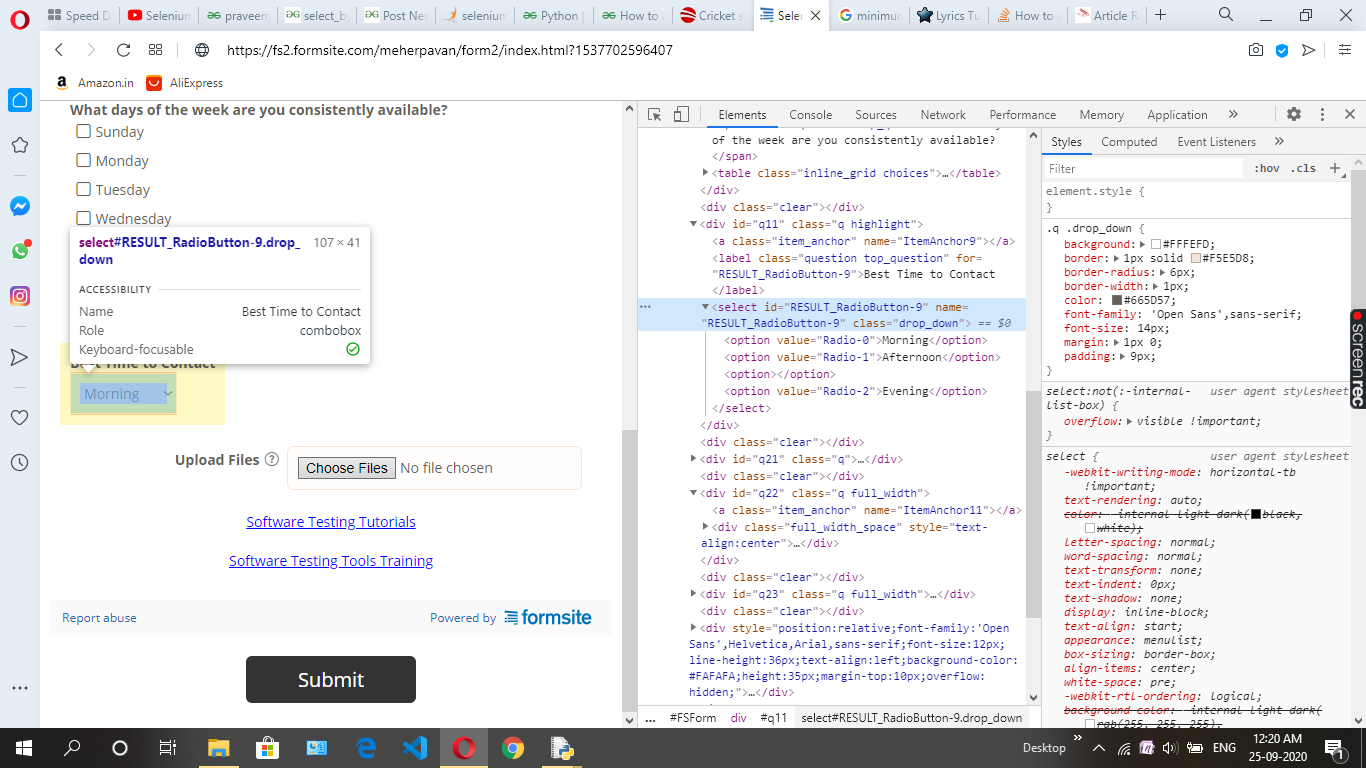 Speed D
Selenium
praveen
select_by
Post Nev
selenium
Python |
How to
Cricket s
Selec
minimum
Lyrics Tu
How to s
Article R
https://fs2.formsite.com/meherpavan/form2/index.html?1537702596407
Amazon.in
AliExpress
What days of the week are you consistently available?
Sunday
Monday
Tuesday
Wednesday
select#RESULT_RadioButton-9.drop_
down
107 × 41
ACCESSIBILITY
Name Best Time to Contact
Role combobox
Keyboard-focusable
Best Time to Contact
Morning
Upload Files ?
Choose Files No file chosen
Software Testing Tutorials
Software Testing Tools Training
Report abuse
Powered by formsite
Submit
Elements Console Sources Network Performance Memory Application »
of the week are you consistently available?
</span>
<table class="inline_grid choices">…</table>
</div>
<div class="clear"></div>
<div id="q11" class="q highlight">
<a class="item_anchor" name="ItemAnchor9"></a>
<label class="question top_question" for=
"RESULT_RadioButton-9">Best Time to Contact
</label>
<select id="RESULT_RadioButton-9" name=
"RESULT_RadioButton-9" class="drop_down"> == $0
<option value="Radio-0">Morning</option>
<option value="Radio-1">Afternoon</option>
<option></option>
<option value="Radio-2">Evening</option>
</select>
</div>
<div class="clear"></div>
<div id="q21" class="q">…</div>
<div class="clear"></div>
<div id="q22" class="q full_width">
<a class="item_anchor" name="ItemAnchor11"></a>
<div class="full_width_space" style="text-
align:center">…</div>
</div>
<div class="clear"></div>
<div id="q23" class="q full_width">…</div>
<div class="clear"></div>
<div style="position:relative;font-family:'Open
Sans',Helvetica,Arial,sans-serif;font-size:12px;
line-height:36px;text-align:left;background-color:
#FAFAFA;height:35px;margin-top:10px;overflow:
hidden;">…</div>
... #FSForm div #q11 select#RESULT_RadioButton-9.drop_down
Styles Computed Event Listeners »
Filter :hov .cls +
element.style {
}
.q .drop_down {
background: #FFFEFD;
border: 1px solid #F5E5D8;
border-radius: 6px;
border-width: 1px;
color: #665D57;
font-family: 'Open Sans',sans-serif;
font-size: 14px;
margin: 1px 0;
padding: 9px;
}
select:not(:-internal-
list-box) {
user agent stylesheet
overflow: visible !important;
}
select { user agent stylesheet
-webkit-writing-mode: horizontal-tb
!important;
text-rendering: auto;
color: -internal-light-dark(black,
white);
letter-spacing: normal;
word-spacing: normal;
text-transform: none;
text-indent: 0px;
text-shadow: none;
display: inline-block;
text-align: start;
appearance: menulist;
box-sizing: border-box;
align-items: center;
white-space: pre;
-webkit-rtl-ordering: logical;
background-color: -internal-light-dark(
rgb(255, 255, 255),
screenrec
Desktop »
ENG
12:20 AM
25-09-2020
1